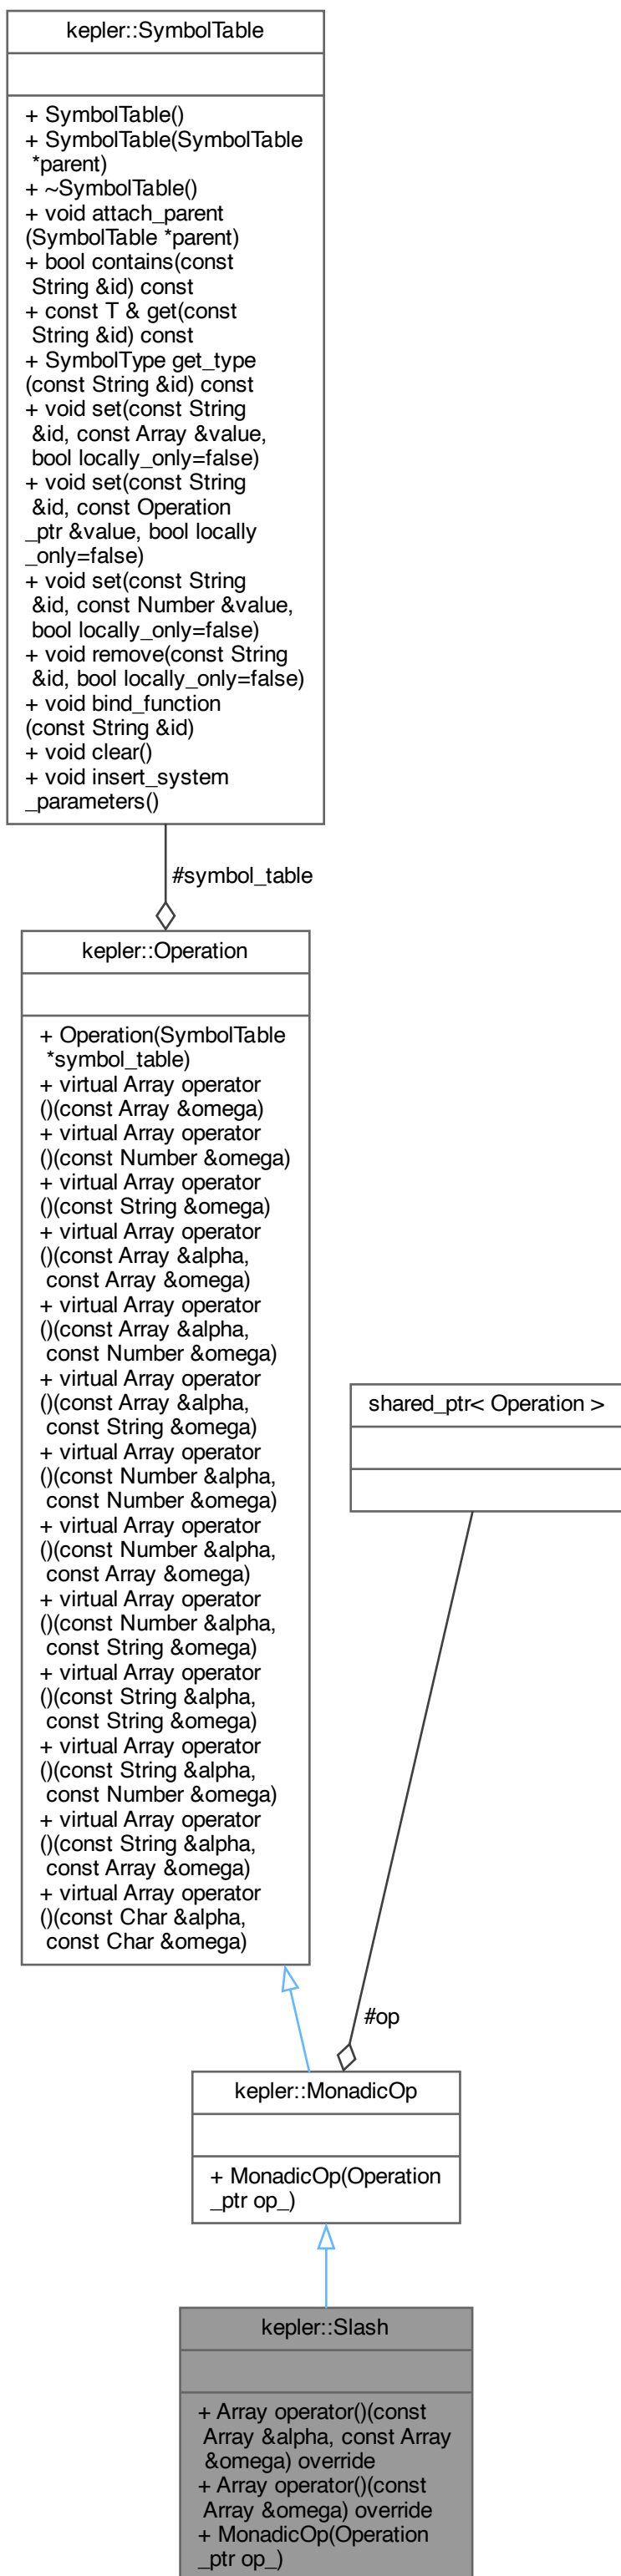 kepler::SymbolTable
+ SymbolTable()
+ SymbolTable(SymbolTable
*parent)
+ ~SymbolTable()
+ void attach_parent
(SymbolTable *parent)
+ bool contains(const
String &id) const
+ const T & get(const
String &id) const
+ SymbolType get_type
(const String &id) const
+ void set(const String
&id, const Array &value,
bool locally_only=false)
+ void set(const String
&id, const Operation
_ptr &value, bool locally
_only=false)
+ void set(const String
&id, const Number &value,
bool locally_only=false)
+ void remove(const String
&id, bool locally_only=false)
+ void bind_function
(const String &id)
+ void clear()
+ void insert_system
_parameters()
#symbol_table
kepler::Operation
+ Operation(SymbolTable
*symbol_table)
+ virtual Array operator
()(const Array &omega)
+ virtual Array operator
()(const Number &omega)
+ virtual Array operator
()(const String &omega)
+ virtual Array operator
()(const Array &alpha,
const Array &omega)
+ virtual Array operator
()(const Array &alpha,
const Number &omega)
+ virtual Array operator
()(const Array &alpha,
const String &omega)
+ virtual Array operator
()(const Number &alpha,
const Number &omega)
+ virtual Array operator
()(const Number &alpha,
const Array &omega)
+ virtual Array operator
()(const Number &alpha,
const String &omega)
+ virtual Array operator
()(const String &alpha,
const String &omega)
+ virtual Array operator
()(const String &alpha,
const Number &omega)
+ virtual Array operator
()(const String &alpha,
const Array &omega)
+ virtual Array operator
()(const Char &alpha,
const Char &omega)
shared_ptr< Operation >
#op
kepler::MonadicOp
+ MonadicOp(Operation
_ptr op_)
kepler::Slash
+ Array operator()(const
Array &alpha, const Array
&omega) override
+ Array operator()(const
Array &omega) override
+ MonadicOp(Operation
_ptr op_)